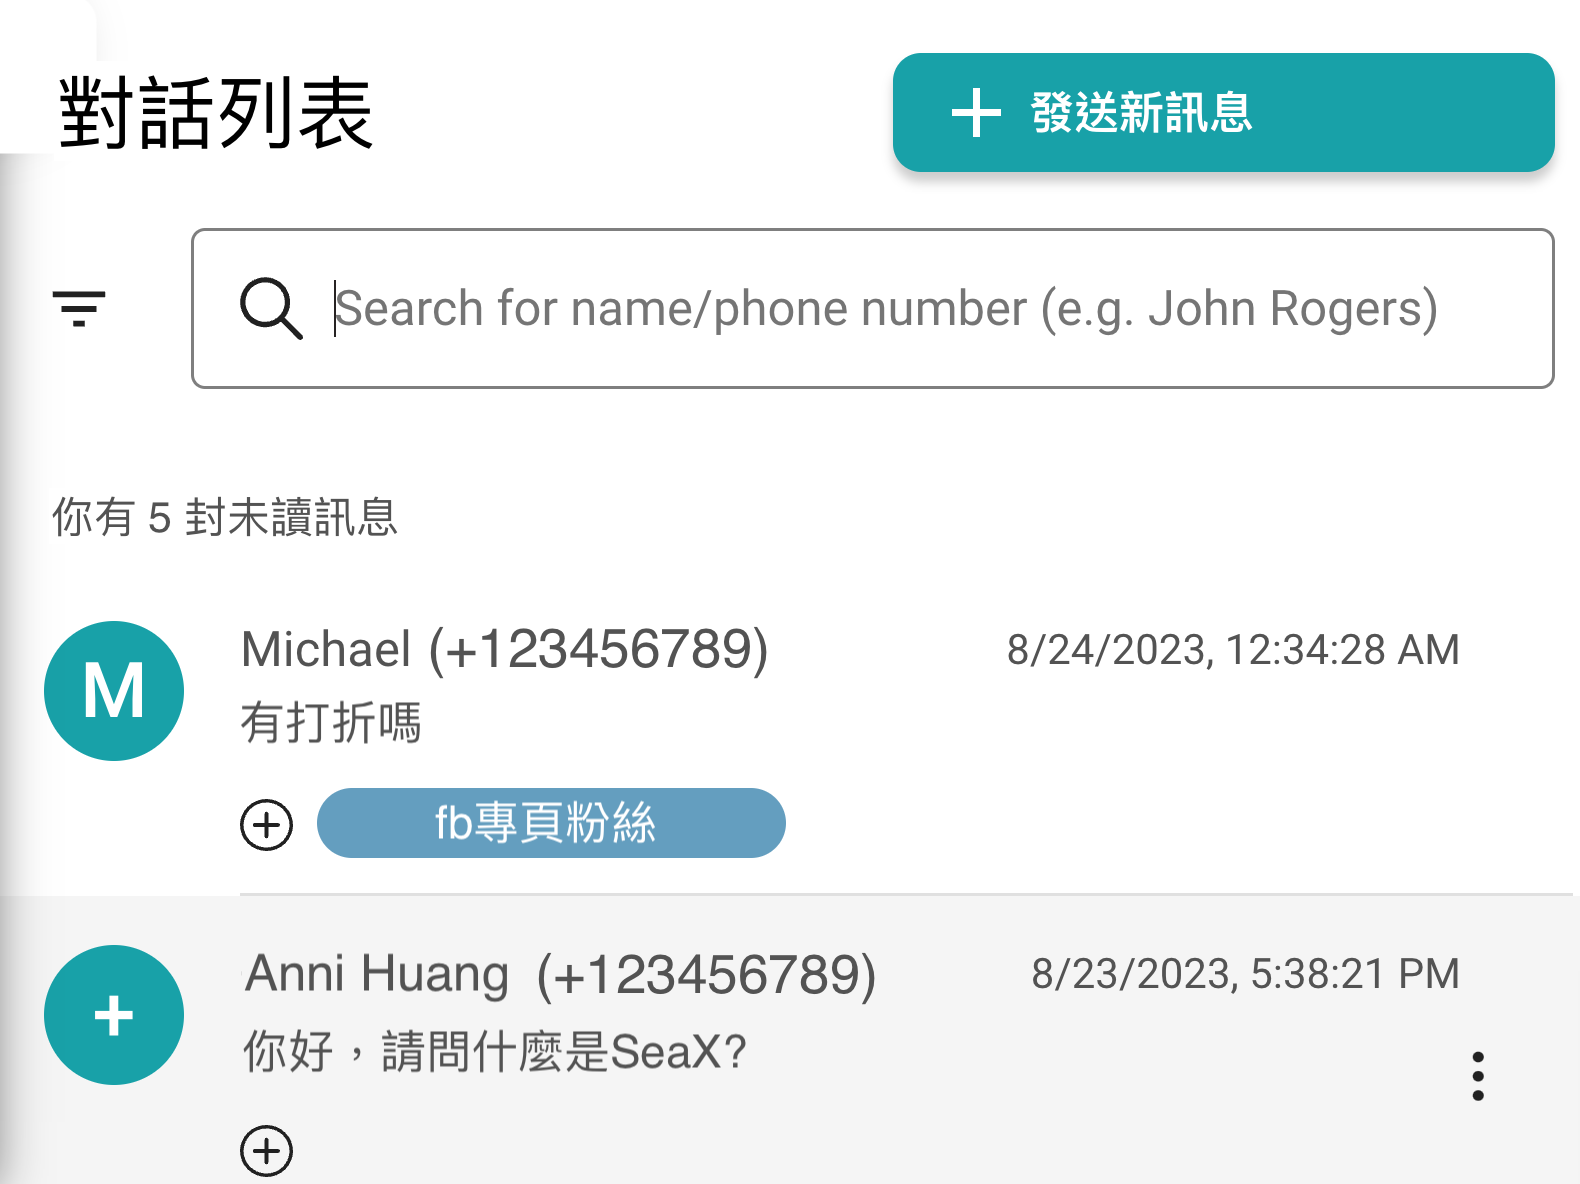 對話列表
發送新訊息
Search for name/phone number (e.g. John Rogers)
你有 5 封未讀訊息
M
Michael (+123456789)
8/24/2023, 12:34:28 AM
有打折嗎
fb專頁粉絲
+
Anni Huang (+123456789)
8/23/2023, 5:38:21 PM
你好，請問什麼是SeaX?